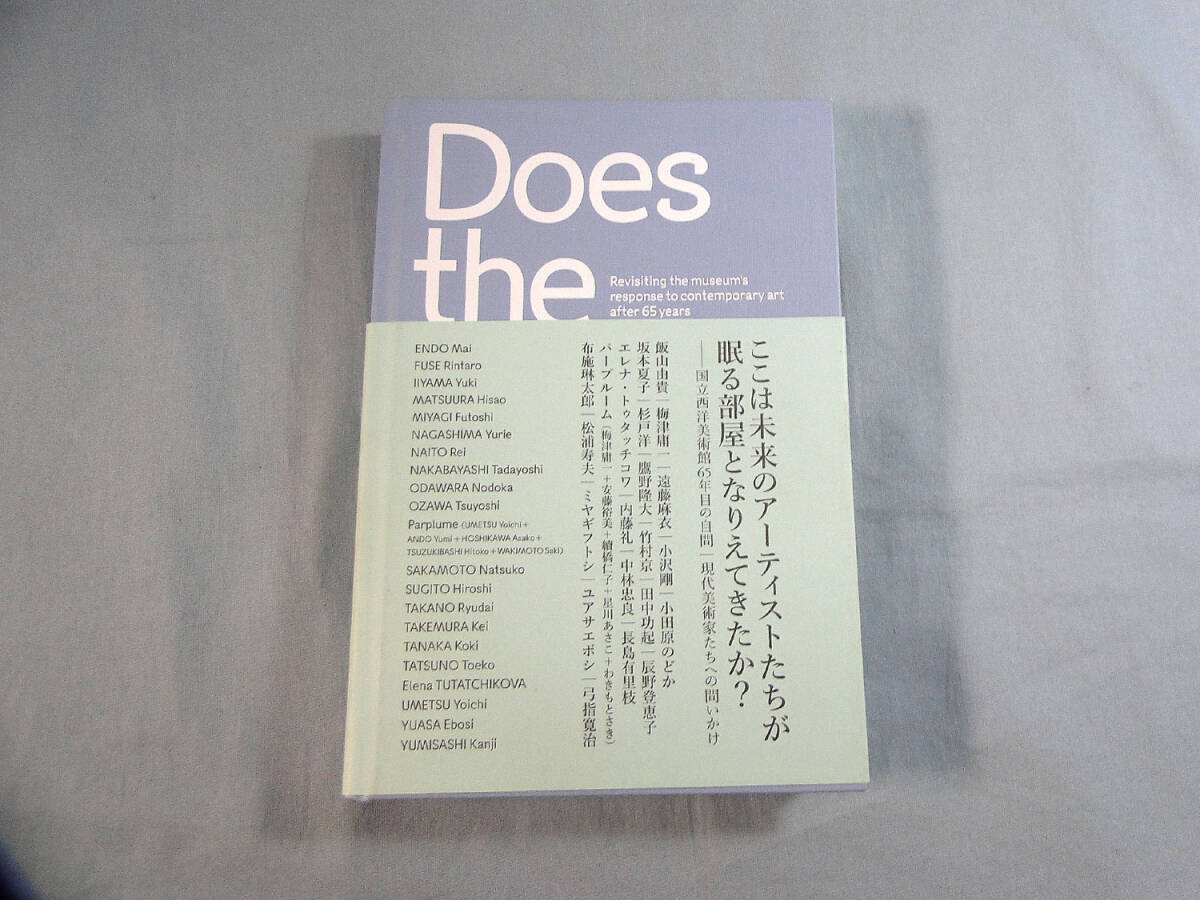 Does
the
Revisiting the museum's
response to contemporary art
after 65 years
ENDO Mai
FUSE Rintaro
IIYAMA Yuki
MATSUURA Hisao
MIYAGI Futoshi
NAGASHIMA Yurie
NAITO Rei
NAKABAYASHI Tadayoshi
ODAWARA Nodoka
OZAWA Tsuyoshi
Parplume (UMETSU Yoichi+
ANDO Yumi+HOSHIKAWA Asako+
TSUZUKIBASHI Hitoko+WAKIMOTO Saki)
SAKAMOTO Natsuko
SUGITO Hiroshi
TAKANO Ryudai
TAKEMURA Kei
TANAKA Koki
TATSUNO Toeko
Elena TUTATCHIKOVA
UMETSU Yoichi
YUASA Ebosi
YUMISASHI Kanji
ここは未来のアーティストたちが
眠る部屋となりえてきたか?
——国立西洋美術館65年目の自問|現代美術家たちへの問いかけ
飯山由貴|梅津庸一|遠藤麻衣|小沢剛|小田原のどか
坂本夏子|杉戸洋|鷹野隆大|竹村京|田中功起|辰野登恵子
エレナ・トゥタッチコワ|内藤礼|中林忠良|長島有里枝
パープルーム(梅津庸一+安藤裕美+續橋仁子+星川あさこ+わきもとさき)
布施琳太郎|松浦寿夫|ミヤギフトシ|ユアサエボシ|弓指寛治